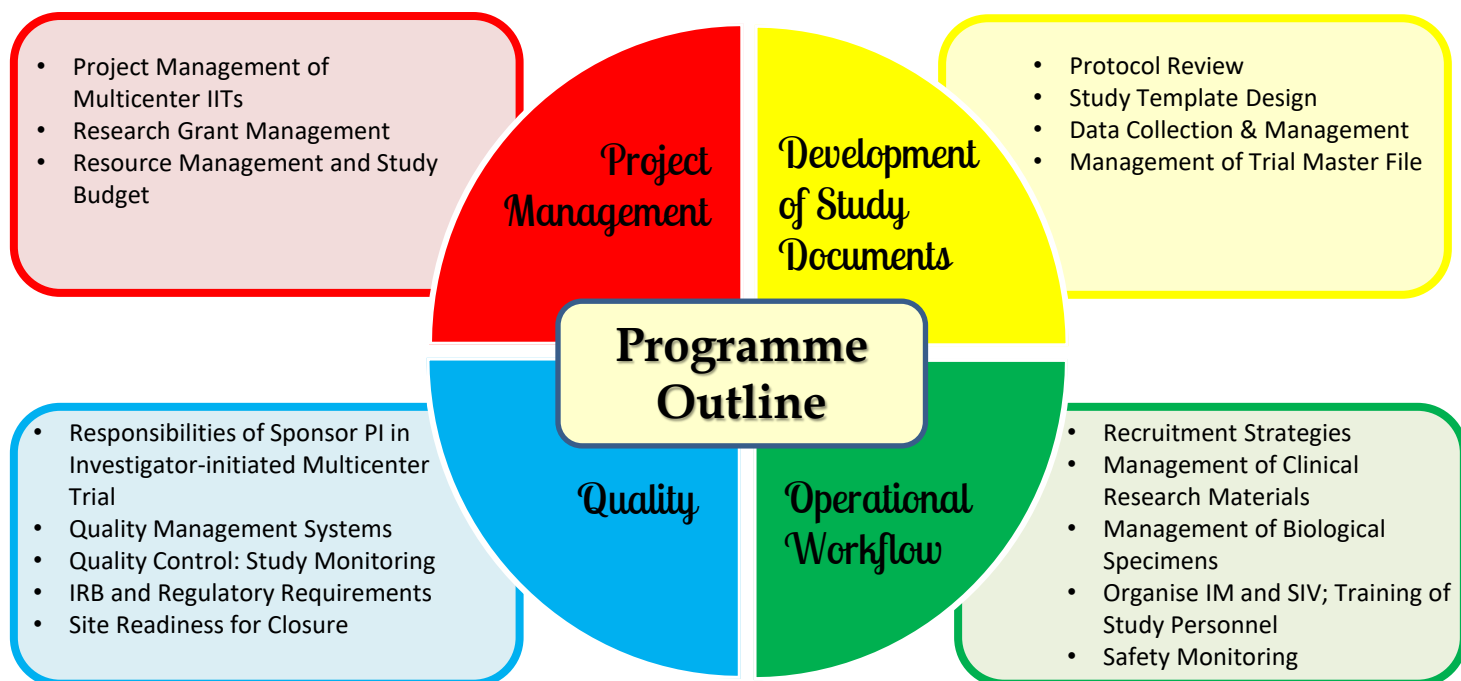 • Project Management of
Multicenter IITs
• Research Grant Management
• Resource Management and Study
Budget
Project
Management
Development
of Study
Documents
• Protocol Review
• Study Template Design
• Data Collection & Management
• Management of Trial Master File
Programme
Outline
• Responsibilities of Sponsor PI in
Investigator-initiated Multicenter
Trial
• Quality Management Systems
• Quality Control: Study Monitoring
• IRB and Regulatory Requirements
• Site Readiness for Closure
Quality
Operational
Workflow
• Recruitment Strategies
• Management of Clinical
Research Materials
• Management of Biological
Specimens
• Organise IM and SIV; Training of
Study Personnel
• Safety Monitoring